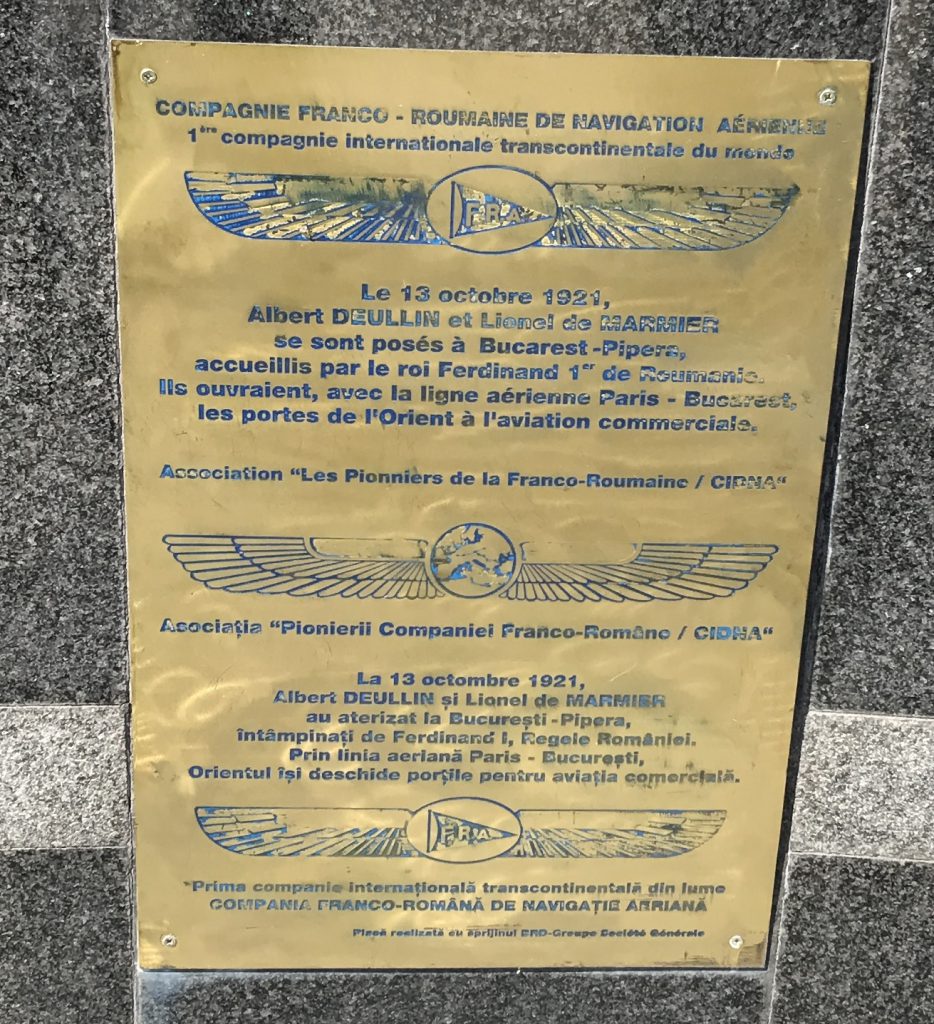 COMPAGNIE FRANCO - ROUMAINE DE NAVIGATION AÉRIENNE
1ère compagnie internationale transcontinentale du monde
F.R.A.
Le 13 octobre 1921,
Albert DEULLIN et Lionel de MARMIER
se sont posés à Bucarest-Pipera,
accueillis par le roi Ferdinand 1er de Roumanie.
Ils ouvraient, avec la ligne aérienne Paris - Bucarest,
les portes de l'Orient à l'aviation commerciale.
Association “Les Pionniers de la Franco-Roumaine / CIDNA“
Asociația “Pionierii Companiei Franco-Române / CIDNA“
La 13 octombre 1921,
Albert DEULLIN și Lionel de MARMIER
au aterizat la București-Pipera,
întâmpinați de Ferdinand I, Regele României.
Prin linia aeriană Paris - București,
Orientul își deschide porțile pentru aviația comercială.
F.R.A.
Prima companie internațională transcontinentală din lume
COMPANIA FRANCO-ROMÂNĂ DE NAVIGAȚIE AERIANĂ
Placă realizată cu sprijinul BRD-Groupe Société Générale